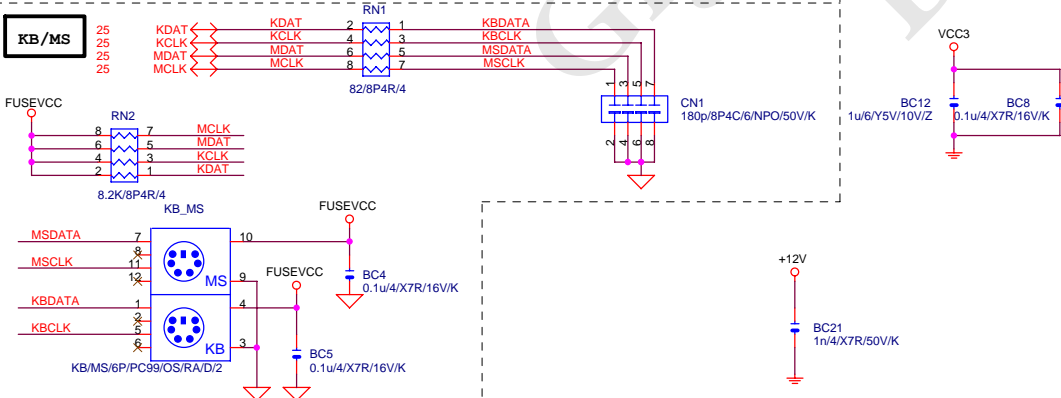 KB/MS
25 KDAT KDAT 2 RN1 1 KBDATA
25 KCLK KCLK 4 3 KBCLK
25 MDAT MDAT 6 5 MSDATA
25 MCLK MCLK 8 7 MSCLK
82/8P4R/4
1 3 5 7
CN1
180p/8P4C/6/NPO/50V/K
2 4 6 8
VCC3
BC12
1u/6/Y5V/10V/Z
BC8
0.1u/4/X7R/16V/K
FUSEVCC
RN2
8 7 MCLK
6 5 MDAT
4 3 KCLK
2 1 KDAT
8.2K/8P4R/4
KB_MS
MSDATA 7 10
8
MSCLK 11
12 MS 9
KBDATA 1 4
2
KBCLK 5
6 KB 3
KB/MS/6P/PC99/OS/RA/D/2
FUSEVCC
BC4
0.1u/4/X7R/16V/K
FUSEVCC
BC5
0.1u/4/X7R/16V/K
+12V
BC21
1n/4/X7R/50V/K